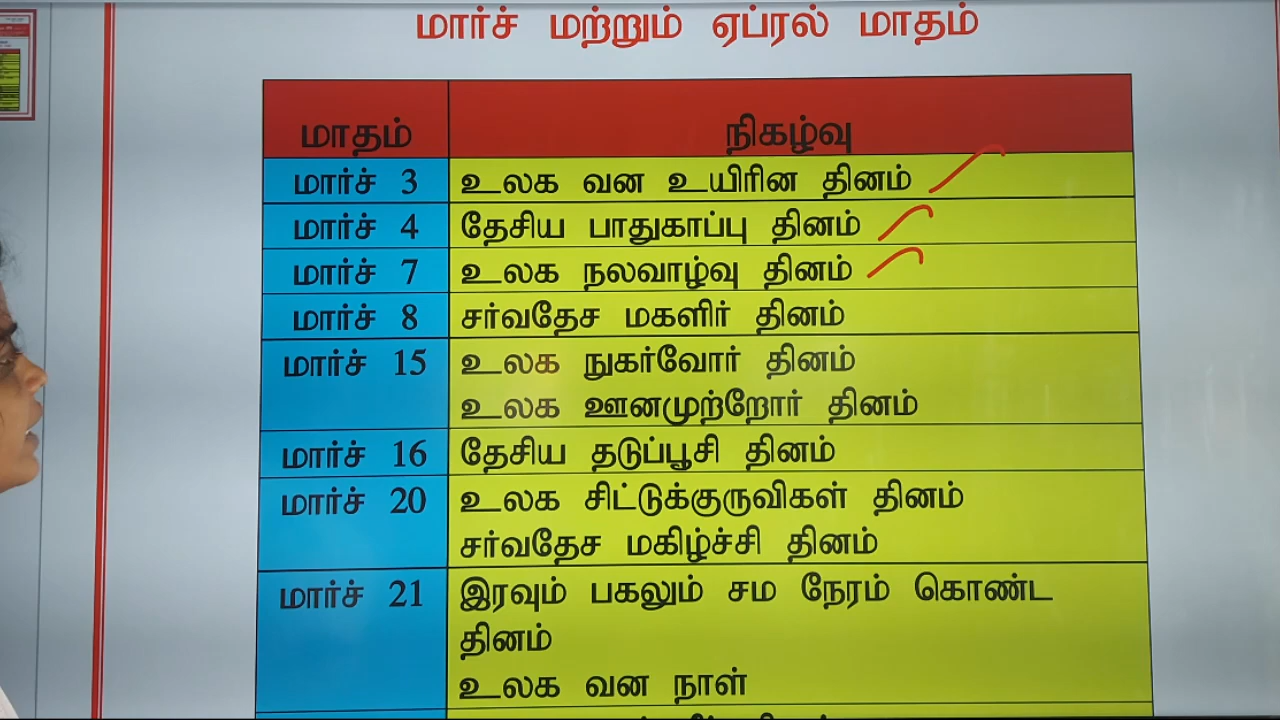 மார்ச் மற்றும் ஏப்ரல் மாதம்
மாதம் நிகழ்வு
மார்ச் 3 உலக வன உயிரின தினம்
மார்ச் 4 தேசிய பாதுகாப்பு தினம்
மார்ச் 7 உலக நலவாழ்வு தினம்
மார்ச் 8 சர்வதேச மகளிர் தினம்
மார்ச் 15 உலக நுகர்வோர் தினம்
உலக ஊனமுற்றோர் தினம்
மார்ச் 16 தேசிய தடுப்பூசி தினம்
மார்ச் 20 உலக சிட்டுக்குருவிகள் தினம்
சர்வதேச மகிழ்ச்சி தினம்
மார்ச் 21 இரவும் பகலும் சம நேரம் கொண்ட
தினம்
உலக வன நாள்